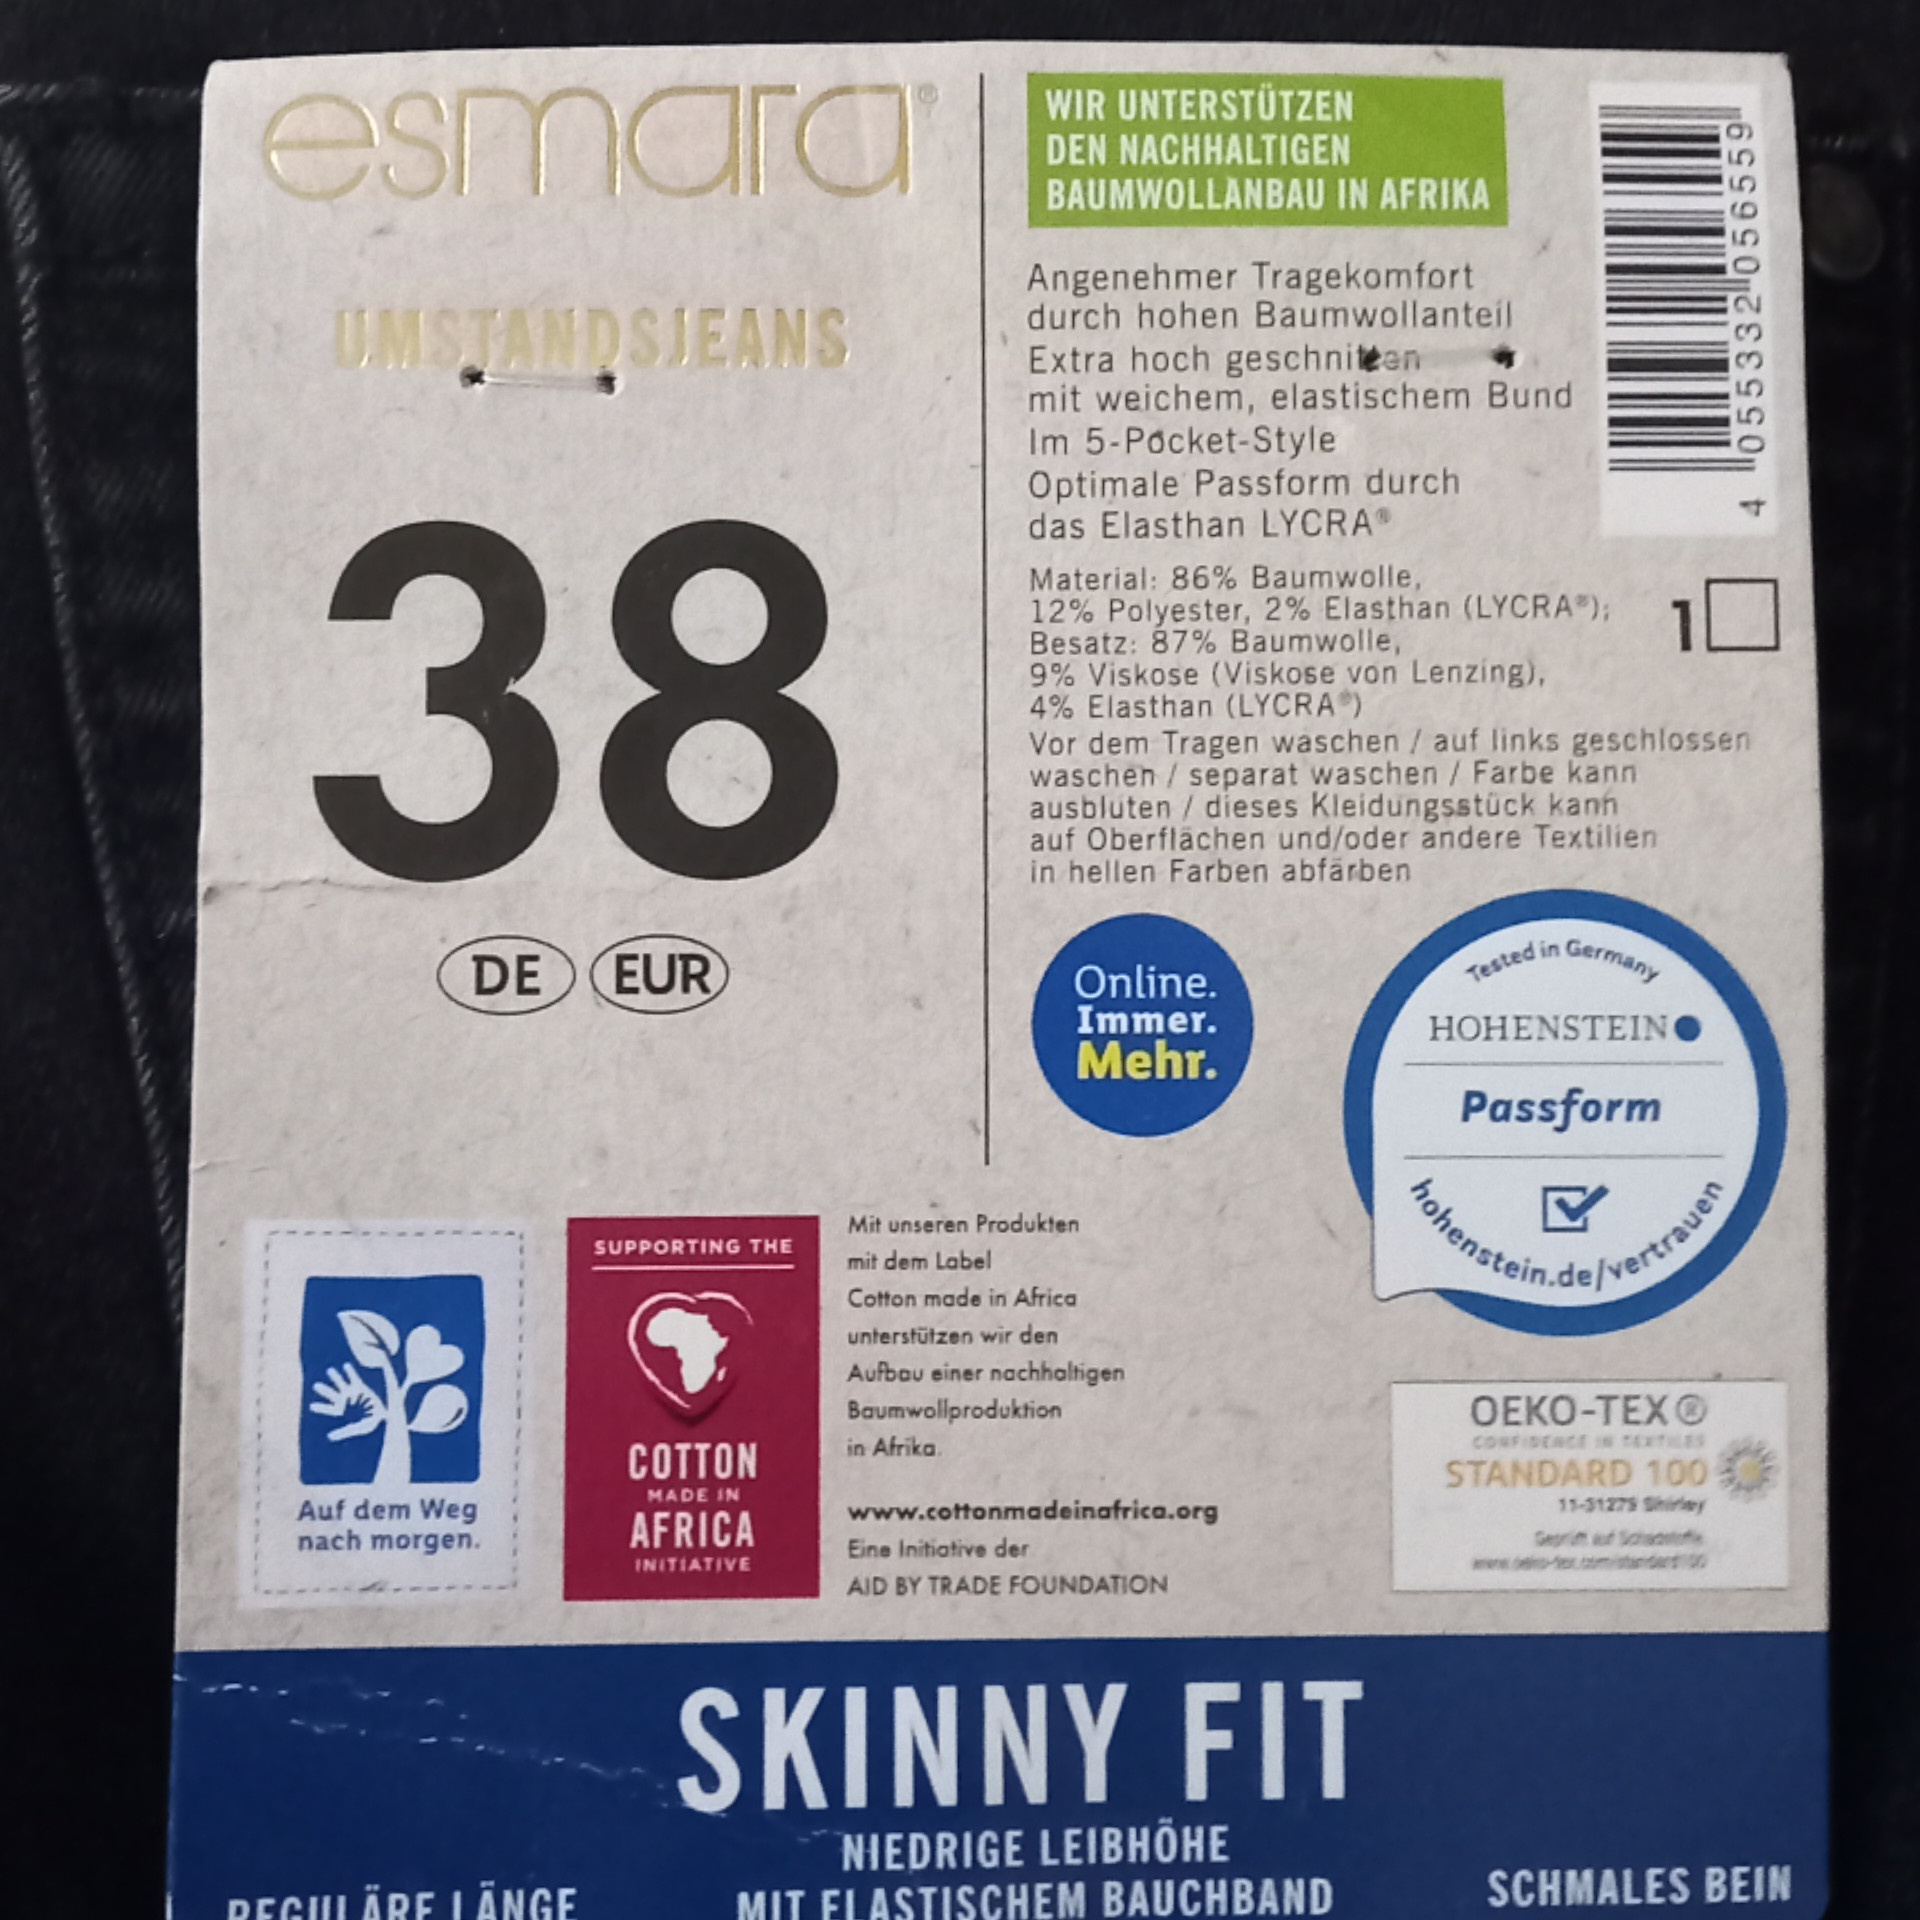 esmara®
UMSTANDSJEANS
38
DE EUR
WIR UNTERSTÜTZEN
DEN NACHHALTIGEN
BAUMWOLLANBAU IN AFRIKA
Angenehmer Tragekomfort
durch hohen Baumwollanteil
Extra hoch geschnitten
mit weichem, elastischem Bund
Im 5-Pocket-Style
Optimale Passform durch
das Elasthan LYCRA®
Material: 86% Baumwolle,
12% Polyester, 2% Elasthan (LYCRA®);
Besatz: 87% Baumwolle,
9% Viskose (Viskose von Lenzing),
4% Elasthan (LYCRA®)
Vor dem Tragen waschen / auf links geschlossen
waschen / separat waschen / Farbe kann
ausbluten / dieses Kleidungsstück kann
auf Oberflächen und/oder andere Textilien
in hellen Farben abfärben
4 055332 056559
1
Online.
Immer.
Mehr.
Tested in Germany
HOHENSTEIN
Passform
hohenstein.de/vertrauen
Auf dem Weg
nach morgen.
SUPPORTING THE
COTTON
MADE IN
AFRICA
INITIATIVE
Mit unseren Produkten
mit dem Label
Cotton made in Africa
unterstützen wir den
Aufbau einer nachhaltigen
Baumwollproduktion
in Afrika.
www.cottonmadeinafrica.org
Eine Initiative der
AID BY TRADE FOUNDATION
OEKO-TEX®
CONFIDENCE IN TEXTILES
STANDARD 100
11-31279 Shirley
Geprüft auf Schadstoffe
www.oeko-tex.com/standard100
SKINNY FIT
NIEDRIGE LEIBHÖHE
MIT ELASTISCHEM BAUCHBAND
REGULÄRE LÄNGE
SCHMALES BEIN